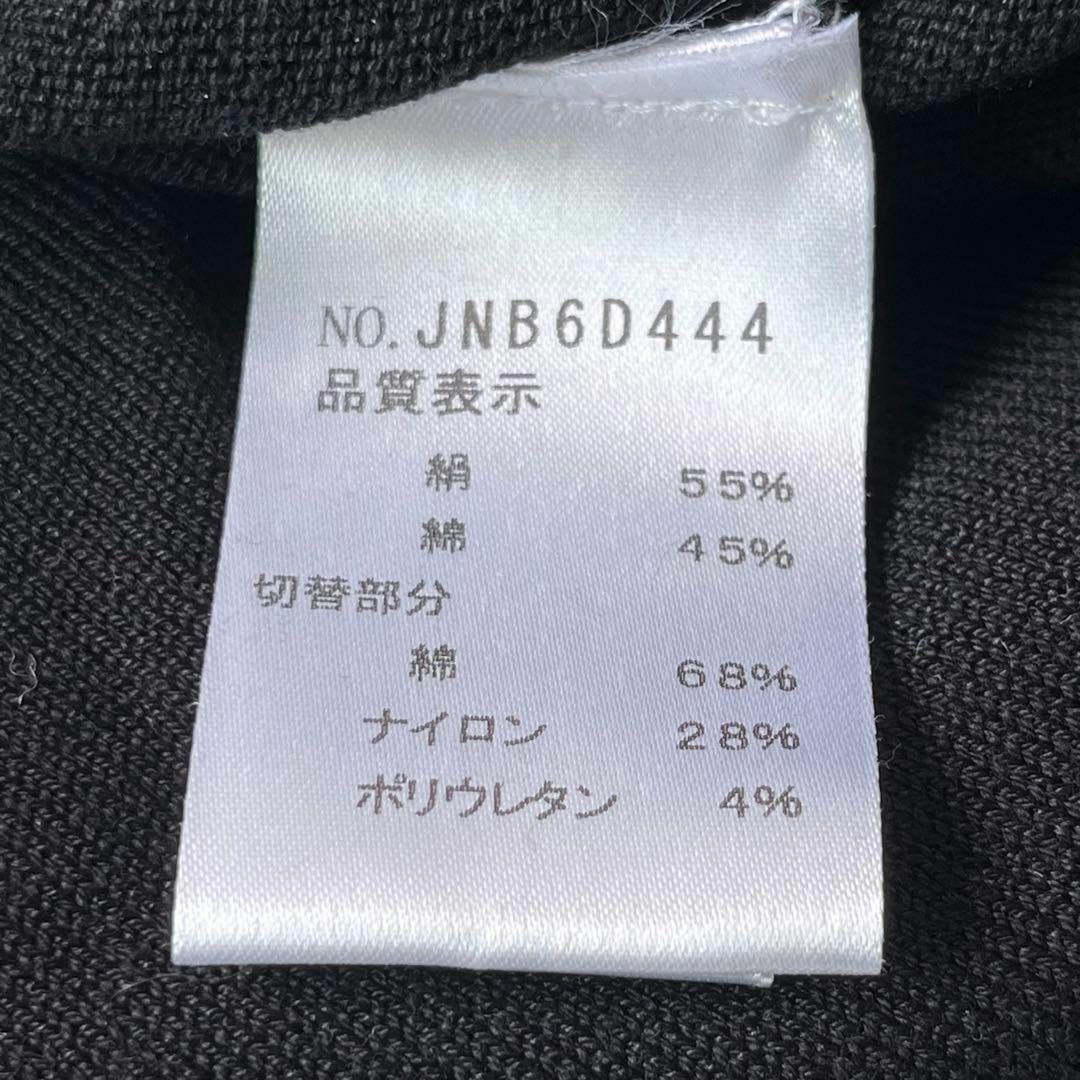 NO. JNB6D444
品質表示
絹 55%
綿 45%
切替部分
綿 68%
ナイロン 28%
ポリウレタン 4%